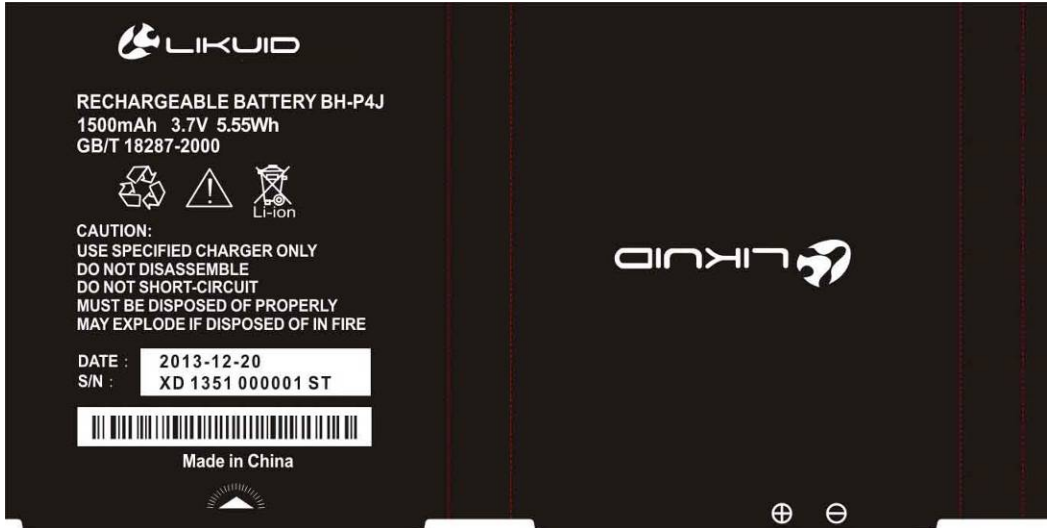 LIKUID
RECHARGEABLE BATTERY BH-P4J
1500mAh 3.7V 5.55Wh
GB/T 18287-2000
Li-ion
CAUTION:
USE SPECIFIED CHARGER ONLY
DO NOT DISASSEMBLE
DO NOT SHORT-CIRCUIT
MUST BE DISPOSED OF PROPERLY
MAY EXPLODE IF DISPOSED OF IN FIRE
DATE : 2013-12-20
S/N : XD 1351 000001 ST
Made in China
LIKUID
⊕ ⊖